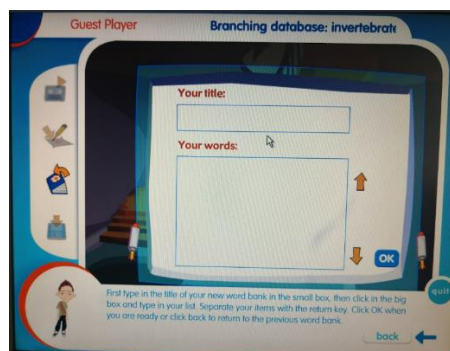 Guest Player
Branching database: invertebrate
Your title:
Your words:
OK
First type in the title of your new word bank in the small box, then click in the big
box and type in your list. Separate your items with the return key. Click OK when
you are ready or click back to return to the previous word bank.
quit
back